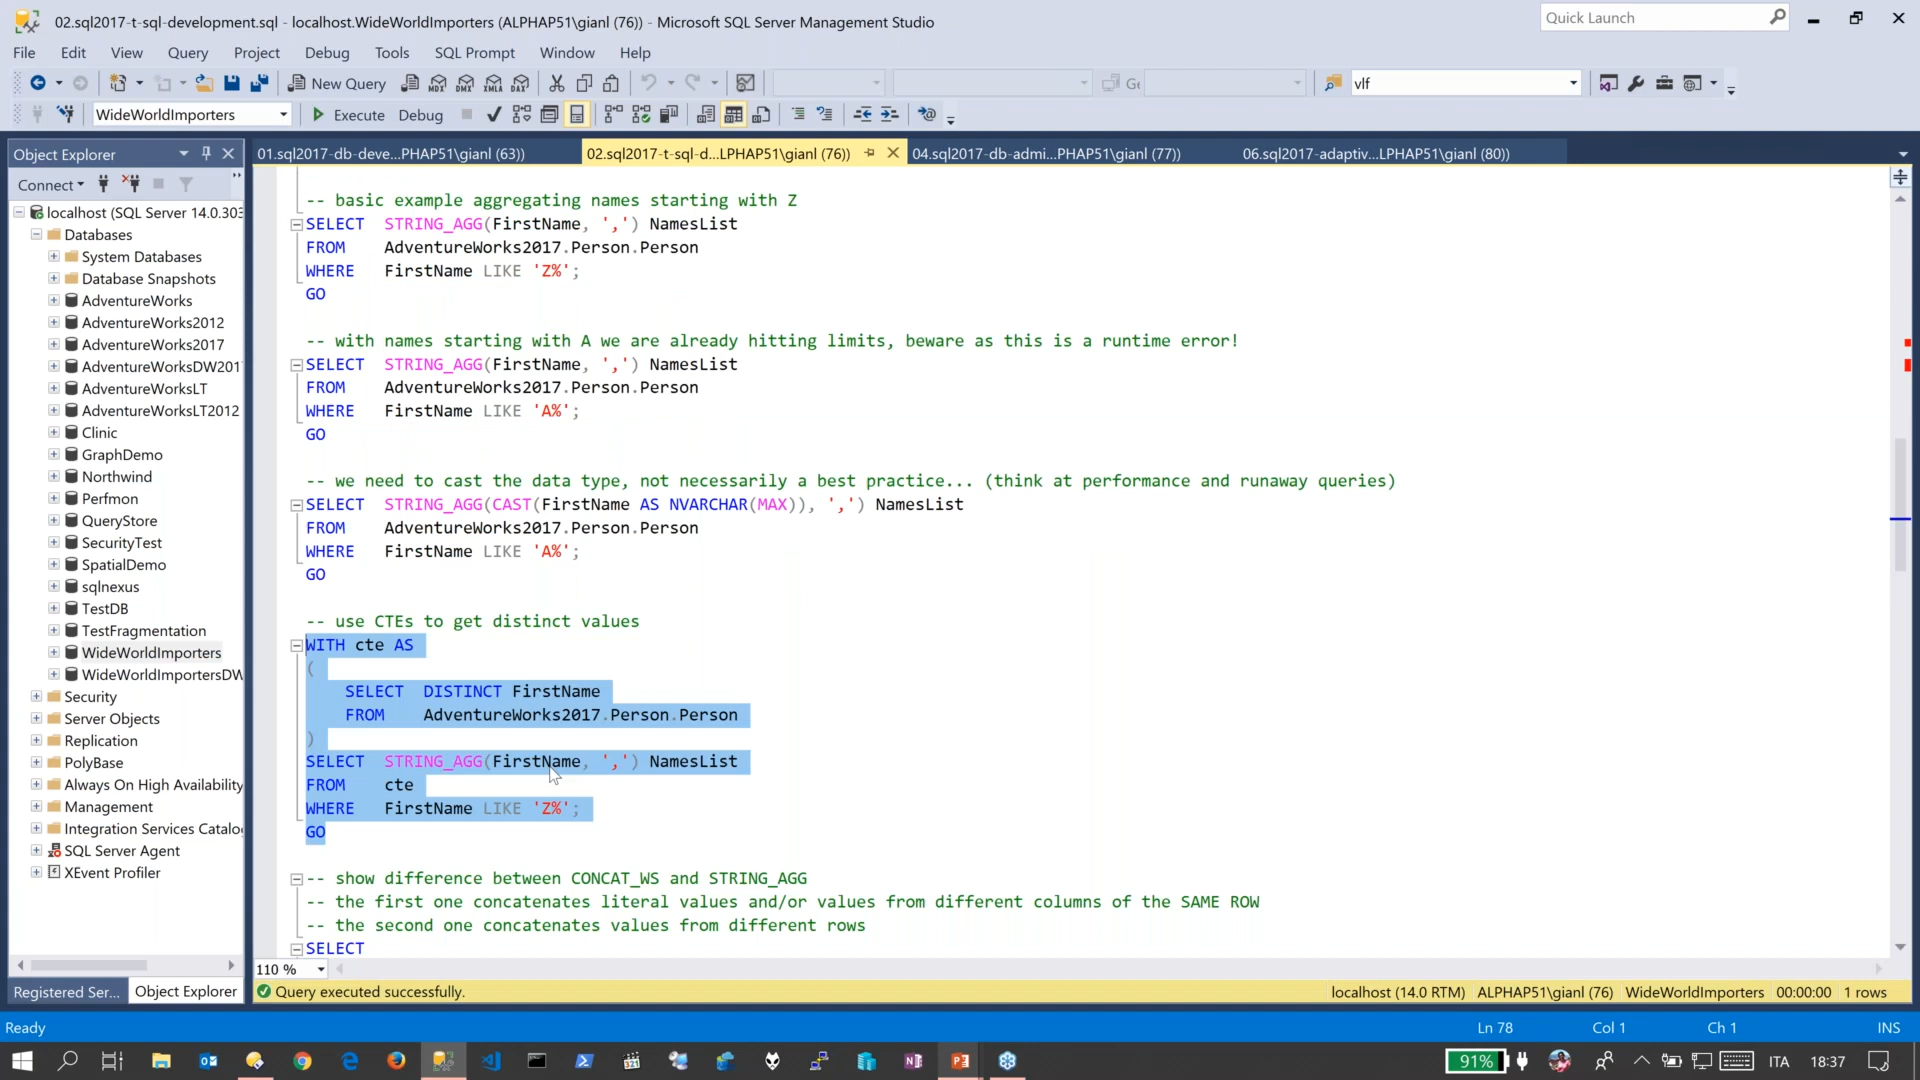 02.sql2017-t-sql-development.sql - localhost.WideWorldImporters (ALPHAP51\gianl (76)) - Microsoft SQL Server Management Studio
Quick Launch
File Edit View Query Project Debug Tools SQL Prompt Window Help
New Query
MDX
DMX
XMLA
DAX
vlf
WideWorldImporters
Execute Debug
Object Explorer
01.sql2017-db-deve...PHAP51\gianl (63))
02.sql2017-t-sql-d...LPHAP51\gianl (76))
04.sql2017-db-admi...PHAP51\gianl (77))
06.sql2017-adaptiv...LPHAP51\gianl (80))
Connect
localhost (SQL Server 14.0.303
Databases
System Databases
Database Snapshots
AdventureWorks
AdventureWorks2012
AdventureWorks2017
AdventureWorksDW201
AdventureWorksLT
AdventureWorksLT2012
Clinic
GraphDemo
Northwind
Perfmon
QueryStore
SecurityTest
SpatialDemo
sqlnexus
TestDB
TestFragmentation
WideWorldImporters
WideWorldImportersDW
Security
Server Objects
Replication
PolyBase
Always On High Availability
Management
Integration Services Catalo
SQL Server Agent
XEvent Profiler
Registered Ser...
Object Explorer
-- basic example aggregating names starting with Z
SELECT STRING_AGG(FirstName, ',') NamesList
FROM AdventureWorks2017.Person.Person
WHERE FirstName LIKE 'Z%';
GO
-- with names starting with A we are already hitting limits, beware as this is a runtime error!
SELECT STRING_AGG(FirstName, ',') NamesList
FROM AdventureWorks2017.Person.Person
WHERE FirstName LIKE 'A%';
GO
-- we need to cast the data type, not necessarily a best practice... (think at performance and runaway queries)
SELECT STRING_AGG(CAST(FirstName AS NVARCHAR(MAX)), ',') NamesList
FROM AdventureWorks2017.Person.Person
WHERE FirstName LIKE 'A%';
GO
-- use CTEs to get distinct values
WITH cte AS
(
SELECT DISTINCT FirstName
FROM AdventureWorks2017.Person.Person
)
SELECT STRING_AGG(FirstName, ',') NamesList
FROM cte
WHERE FirstName LIKE 'Z%';
GO
-- show difference between CONCAT_WS and STRING_AGG
-- the first one concatenates literal values and/or values from different columns of the SAME ROW
-- the second one concatenates values from different rows
SELECT
110 %
Query executed successfully.
localhost (14.0 RTM) ALPHAP51\gianl (76) WideWorldImporters 00:00:00 1 rows
Ready
Ln 78 Col 1 Ch 1 INS
91%
ITA
18:37